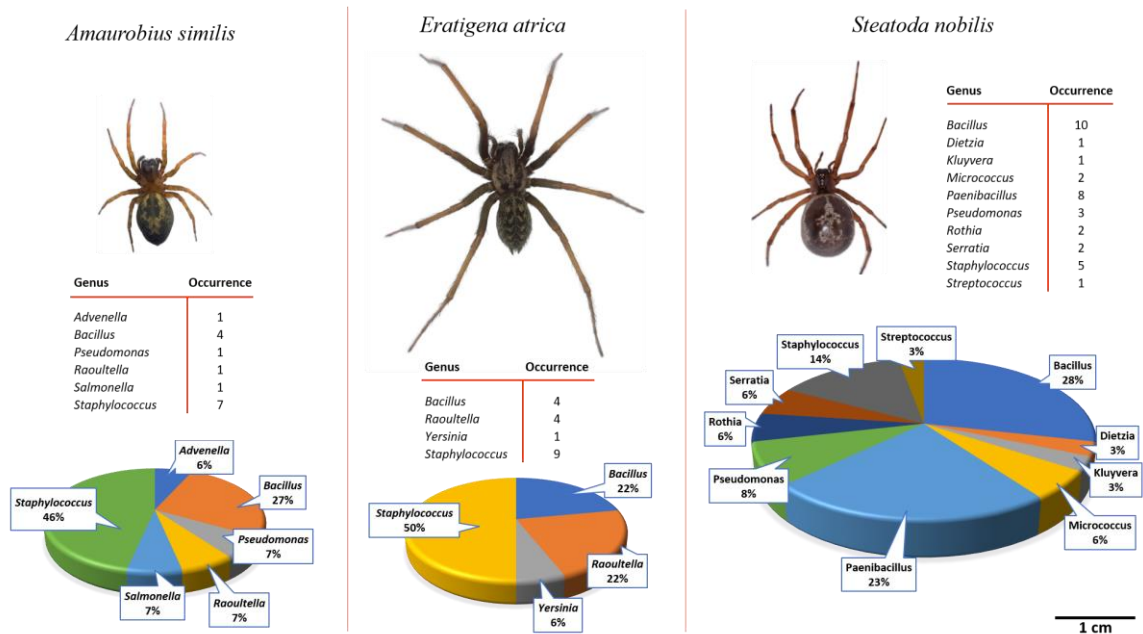 Amaurobius similis
Genus Occurrence
Advenella 1
Bacillus 4
Pseudomonas 1
Raoultella 1
Salmonella 1
Staphylococcus 7
Advenella
6%
Bacillus
27%
Pseudomonas
7%
Raoultella
7%
Salmonella
7%
Staphylococcus
46%
Eratigena atrica
Genus Occurrence
Bacillus 4
Raoultella 4
Yersinia 1
Staphylococcus 9
Bacillus
22%
Raoultella
22%
Yersinia
6%
Staphylococcus
50%
Steatoda nobilis
Genus Occurrence
Bacillus 10
Dietzia 1
Kluyvera 1
Micrococcus 2
Paenibacillus 8
Pseudomonas 3
Rothia 2
Serratia 2
Staphylococcus 5
Streptococcus 1
Bacillus
28%
Dietzia
3%
Kluyvera
3%
Micrococcus
6%
Paenibacillus
23%
Pseudomonas
8%
Rothia
6%
Serratia
6%
Staphylococcus
14%
Streptococcus
3%
1 cm